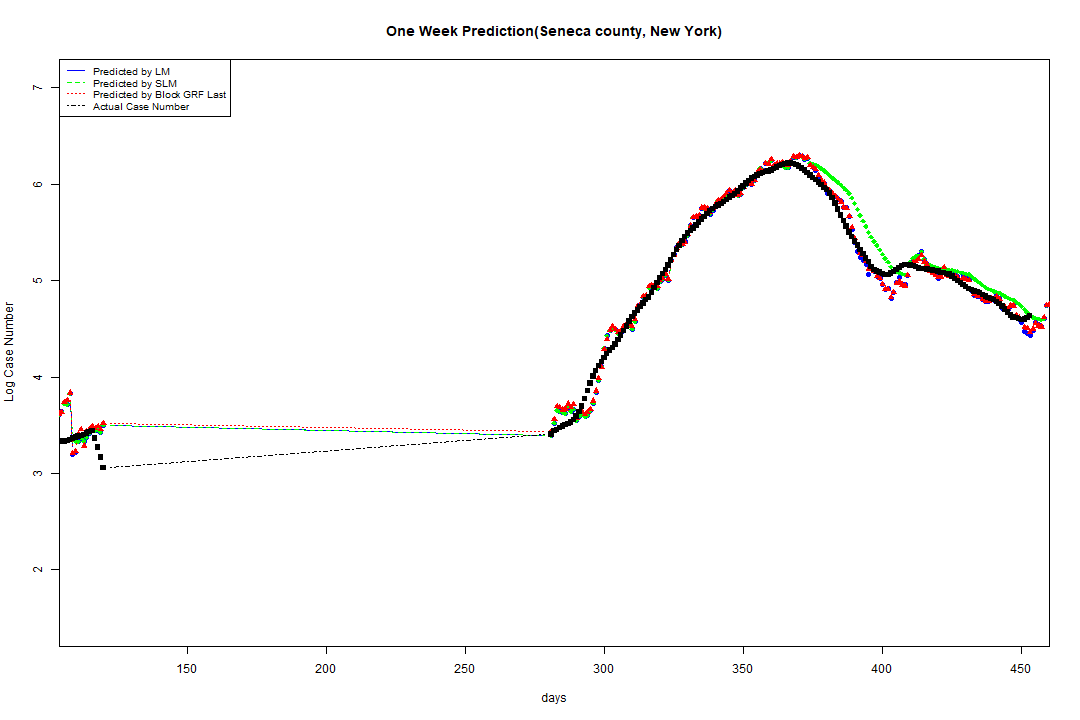 One Week Prediction(Seneca county, New York)
Predicted by LM
Predicted by SLM
Predicted by Block GRF Last
Actual Case Number
7
6
5
4
3
2
Log Case Number
150 200 250 300 350 400 450
days